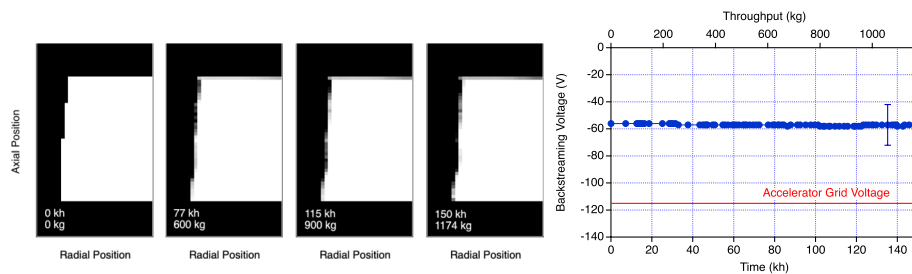 Axial Position
0 kh
0 kg
Radial Position
77 kh
600 kg
Radial Position
115 kh
900 kg
Radial Position
150 kh
1174 kg
Radial Position
Throughput (kg)
0 200 400 600 800 1000
Backstreaming Voltage (V)
0
-20
-40
-60
-80
-100
-120
-140
Accelerator Grid Voltage
0 20 40 60 80 100 120 140
Time (kh)